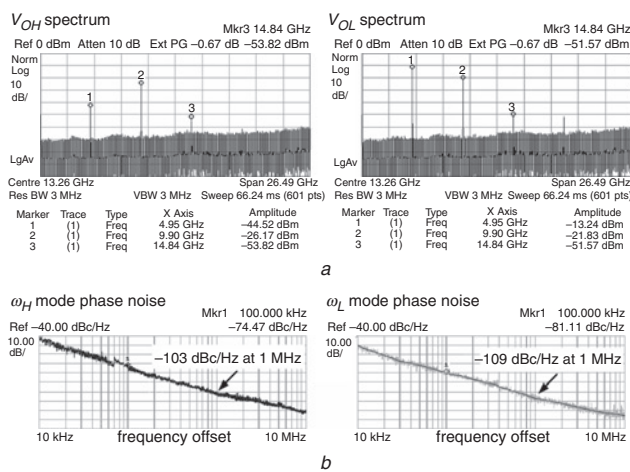 V_OH spectrum
Mkr3 14.84 GHz
Ref 0 dBm Atten 10 dB Ext PG –0.67 dB –53.82 dBm
Norm
Log
10
dB/
1
2
3
LgAv
Centre 13.26 GHz Span 26.49 GHz
Res BW 3 MHz VBW 3 MHz Sweep 66.24 ms (601 pts)
Marker Trace Type X Axis Amplitude
1 (1) Freq 4.95 GHz –44.52 dBm
2 (1) Freq 9.90 GHz –26.17 dBm
3 (1) Freq 14.84 GHz –53.82 dBm
V_OL spectrum
Mkr3 14.84 GHz
Ref 0 dBm Atten 10 dB Ext PG –0.67 dB –51.57 dBm
Norm
Log
10
dB/
1
2
3
LgAv
Centre 13.26 GHz Span 26.49 GHz
Res BW 3 MHz VBW 3 MHz Sweep 66.24 ms (601 pts)
Marker Trace Type X Axis Amplitude
1 (1) Freq 4.95 GHz –13.24 dBm
2 (1) Freq 9.90 GHz –21.83 dBm
3 (1) Freq 14.84 GHz –51.57 dBm
a
ω_H mode phase noise
Mkr1 100.000 kHz
Ref –40.00 dBc/Hz –74.47 dBc/Hz
10.00
dB/
–103 dBc/Hz at 1 MHz
10 kHz frequency offset 10 MHz
ω_L mode phase noise
Mkr1 100.000 kHz
Ref –40.00 dBc/Hz –81.11 dBc/Hz
10.00
dB/
–109 dBc/Hz at 1 MHz
10 kHz frequency offset 10 MHz
b